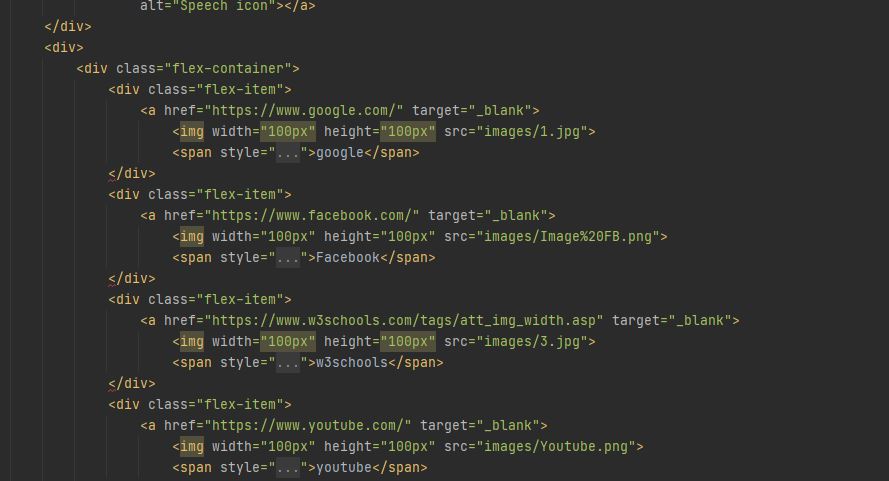 alt="Speech icon"></a>
</div>
<div>
<div class="flex-container">
<div class="flex-item">
<a href="https://www.google.com/" target="_blank">
<img width="100px" height="100px" src="images/1.jpg">
<span style="...">google</span>
</div>
<div class="flex-item">
<a href="https://www.facebook.com/" target="_blank">
<img width="100px" height="100px" src="images/Image%20FB.png">
<span style="...">Facebook</span>
</div>
<div class="flex-item">
<a href="https://www.w3schools.com/tags/att_img_width.asp" target="_blank">
<img width="100px" height="100px" src="images/3.jpg">
<span style="...">w3schools</span>
</div>
<div class="flex-item">
<a href="https://www.youtube.com/" target="_blank">
<img width="100px" height="100px" src="images/Youtube.png">
<span style="...">youtube</span>